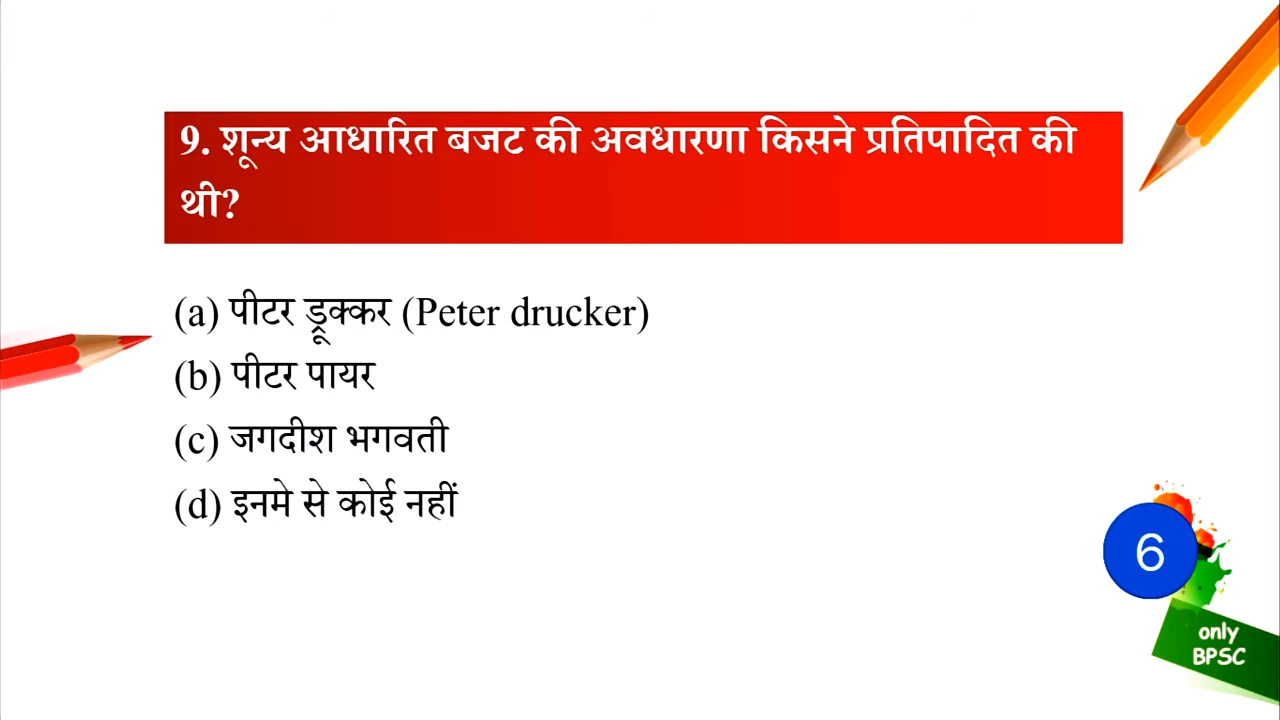 9. शून्य आधारित बजट की अवधारणा किसने प्रतिपादित की
थी?
(a) पीटर ड्रूक्कर (Peter drucker)
(b) पीटर पायर
(c) जगदीश भगवती
(d) इनमे से कोई नहीं
6
only
BPSC